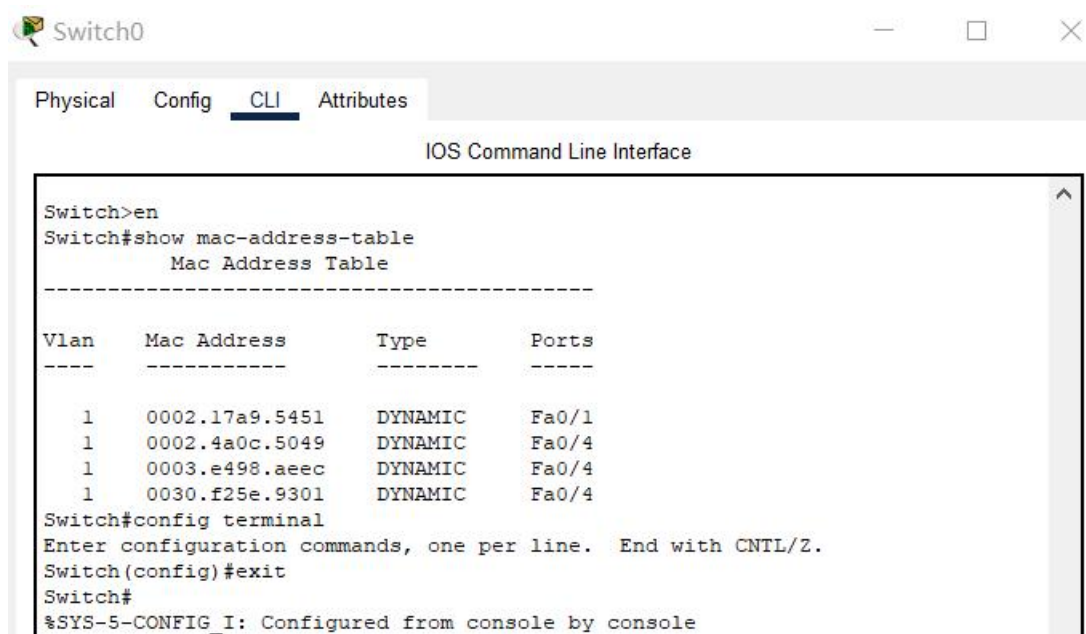 Switch0
Physical Config CLI Attributes
IOS Command Line Interface
Switch>en
Switch#show mac-address-table
Mac Address Table
-------------------------------------------
Vlan Mac Address Type Ports
---- ----------- -------- -----
1 0002.17a9.5451 DYNAMIC Fa0/1
1 0002.4a0c.5049 DYNAMIC Fa0/4
1 0003.e498.aeec DYNAMIC Fa0/4
1 0030.f25e.9301 DYNAMIC Fa0/4
Switch#config terminal
Enter configuration commands, one per line. End with CNTL/Z.
Switch(config)#exit
Switch#
%SYS-5-CONFIG_I: Configured from console by console